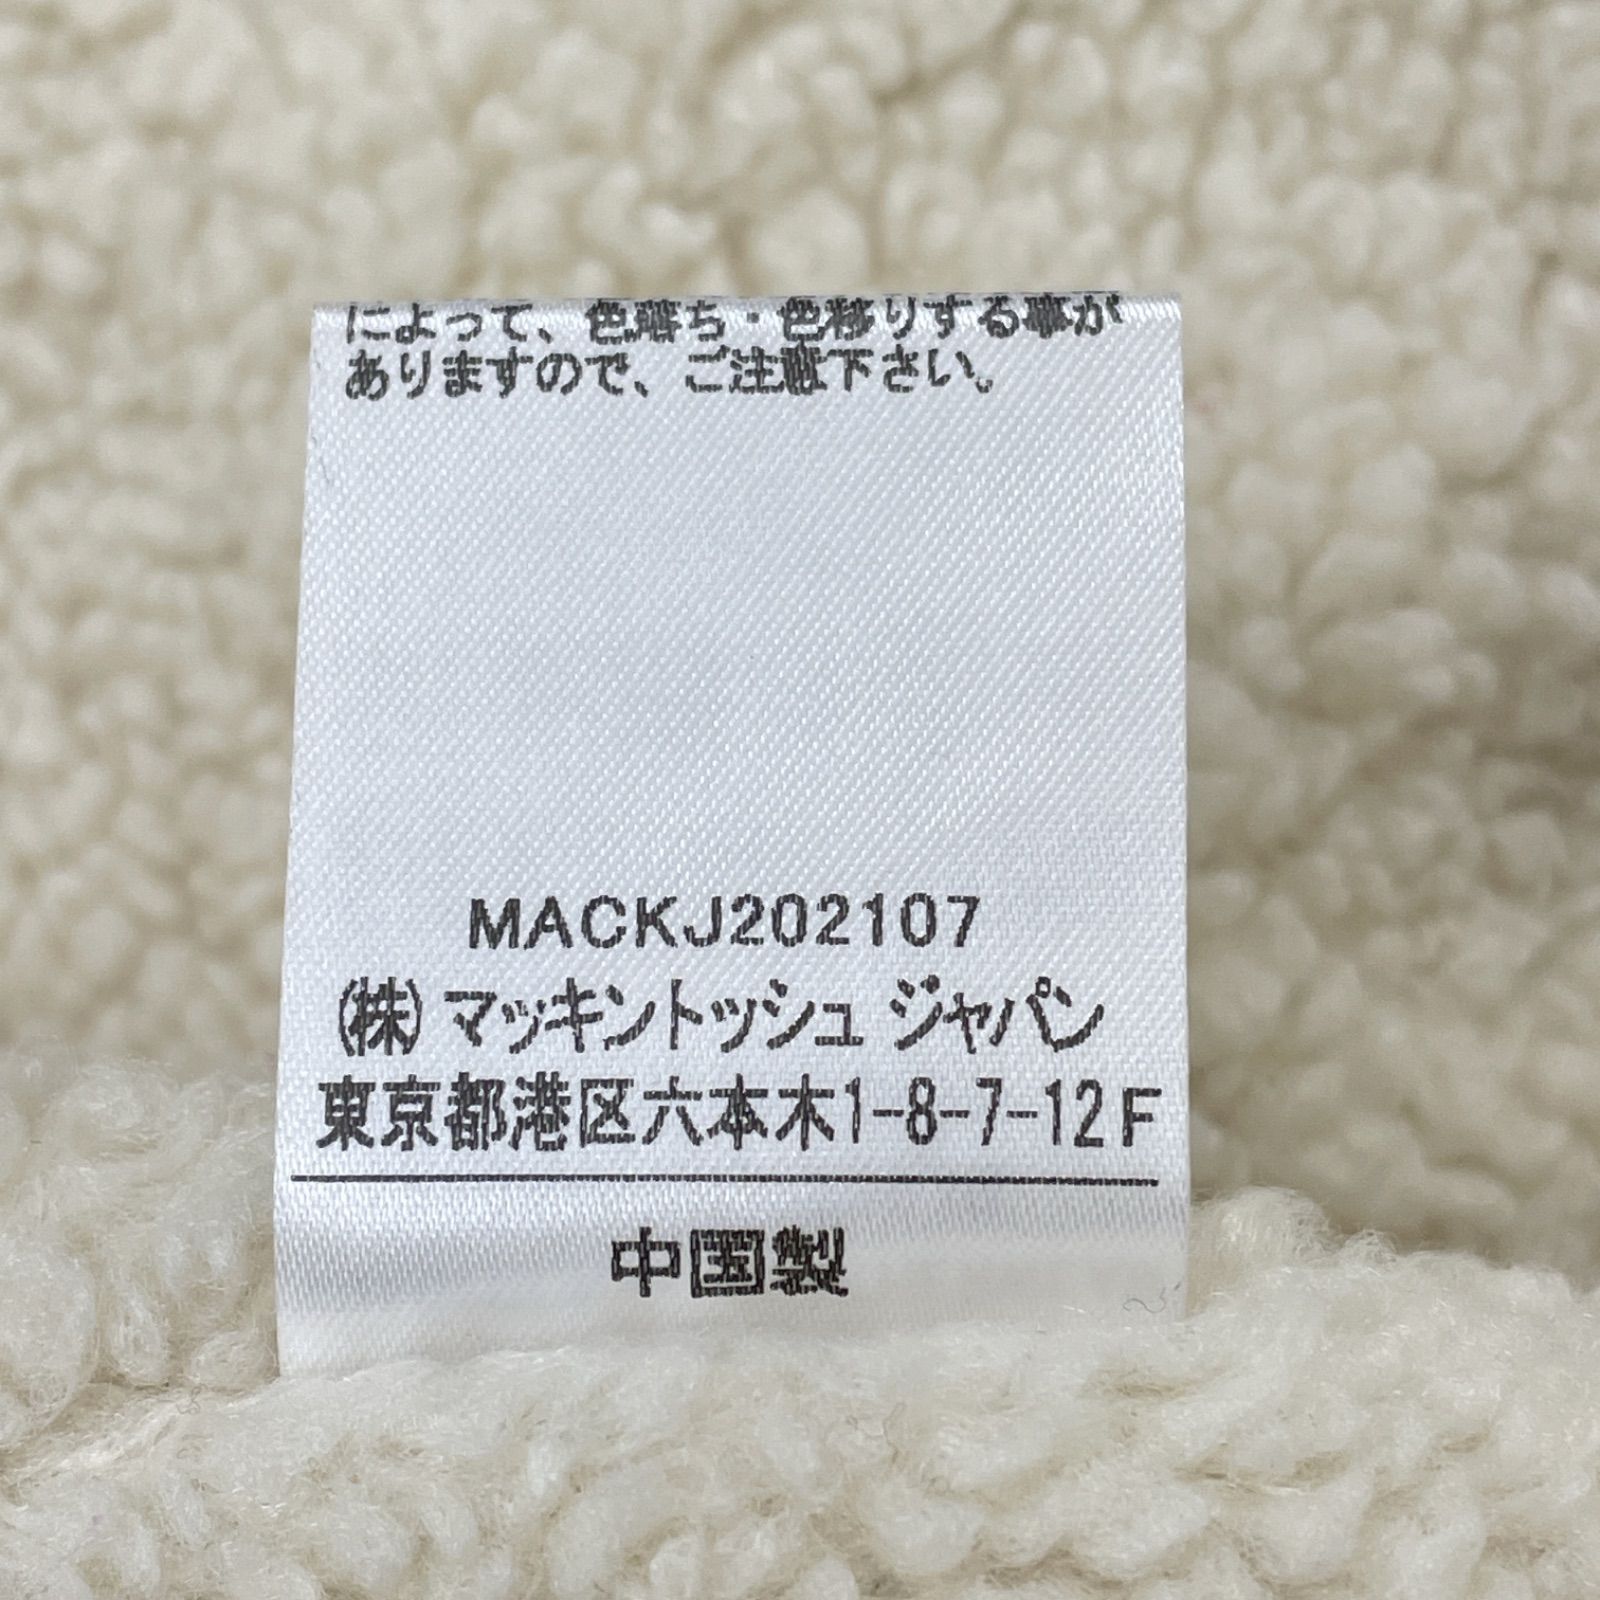 によって、色落ち・色移りする事が
ありますので、ご注意下さい。
MACKJ202107
(株) マッキントッシュ ジャパン
東京都港区六本木1-8-7-12F
中国製